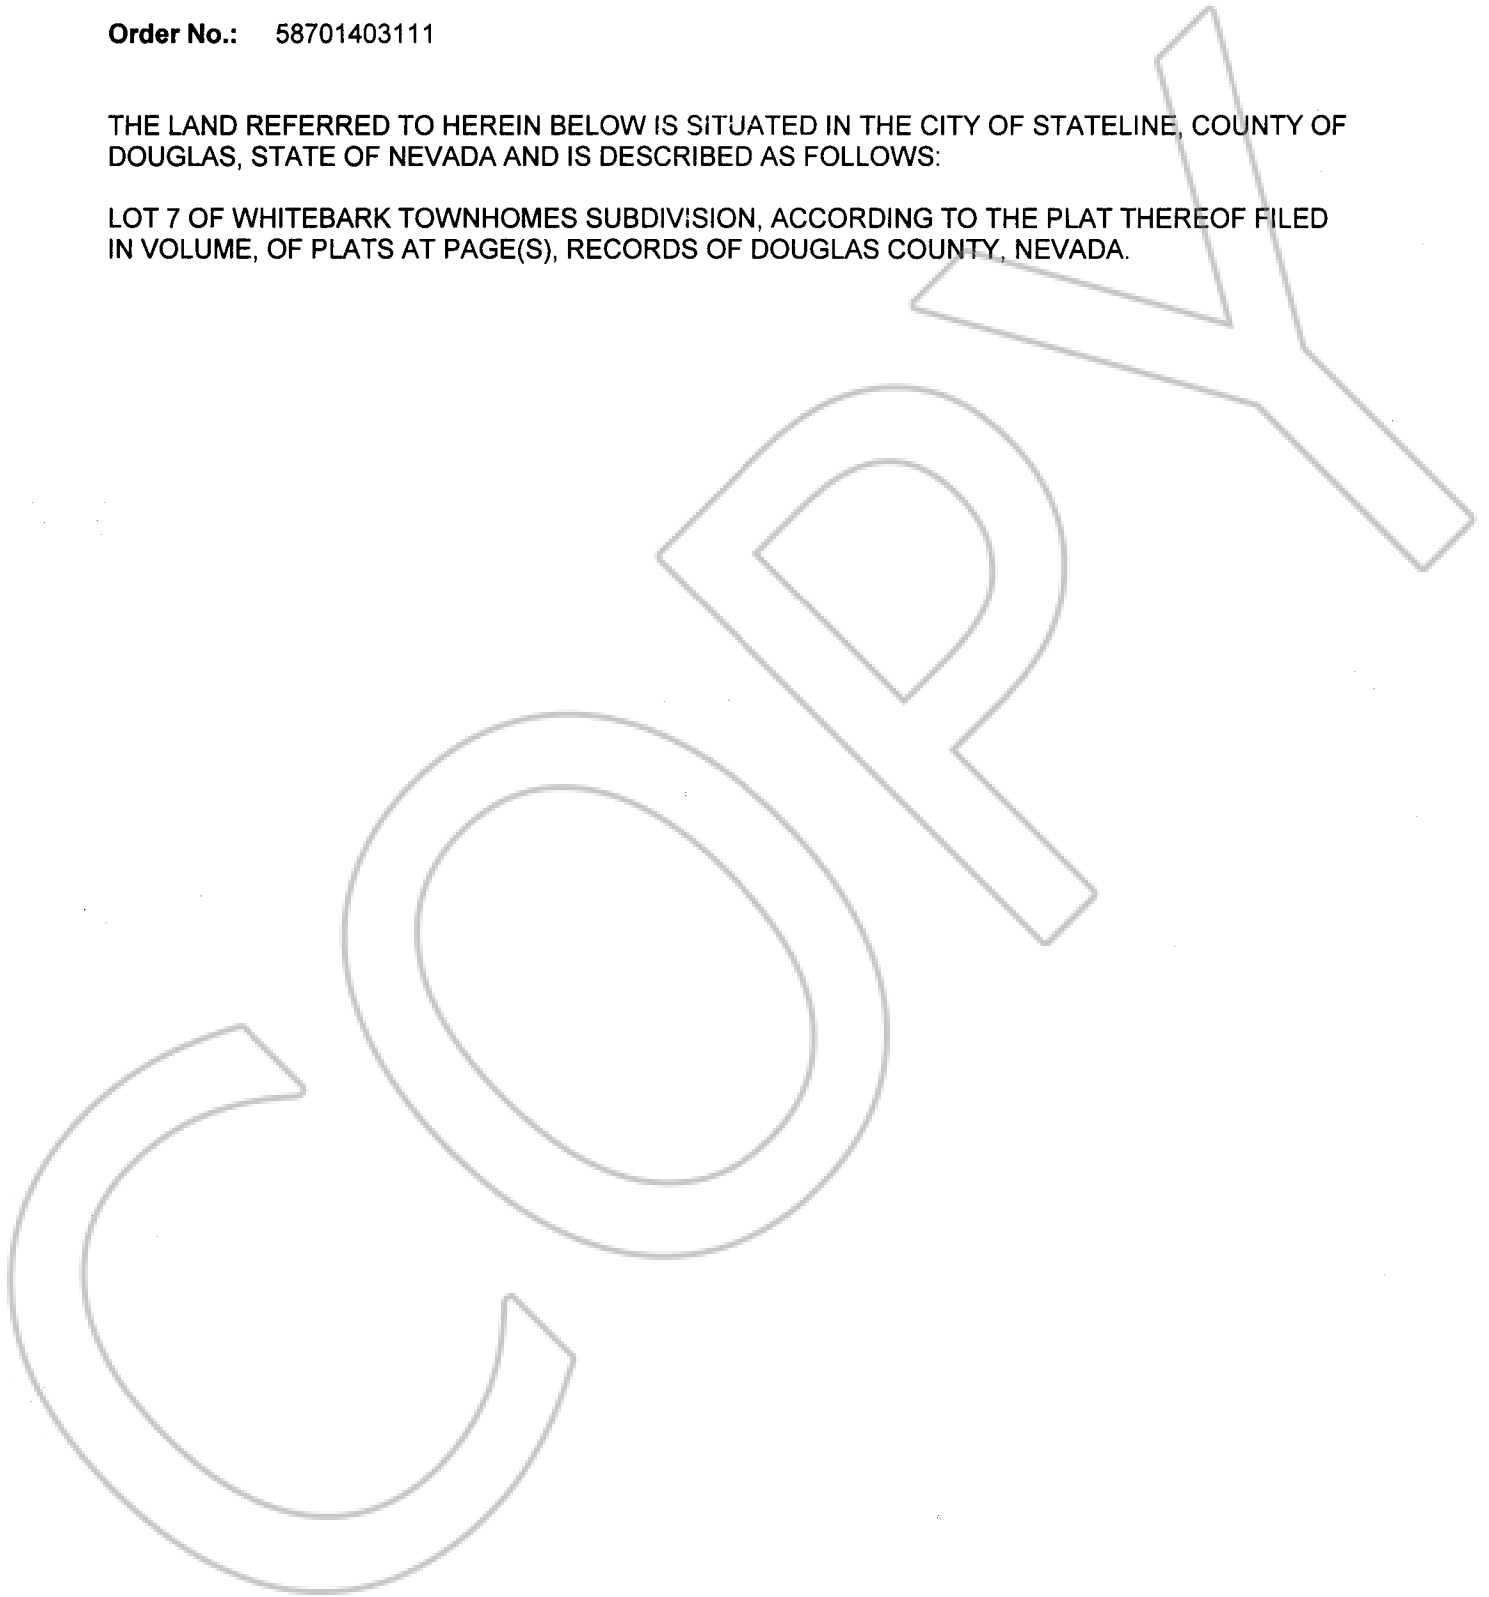 Order No.: 58701403111
THE LAND REFERRED TO HEREIN BELOW IS SITUATED IN THE CITY OF STATELINE, COUNTY OF
DOUGLAS, STATE OF NEVADA AND IS DESCRIBED AS FOLLOWS:
LOT 7 OF WHITEBARK TOWNHOMES SUBDIVISION, ACCORDING TO THE PLAT THEREOF FILED
IN VOLUME, OF PLATS AT PAGE(S), RECORDS OF DOUGLAS COUNTY, NEVADA.
COPY